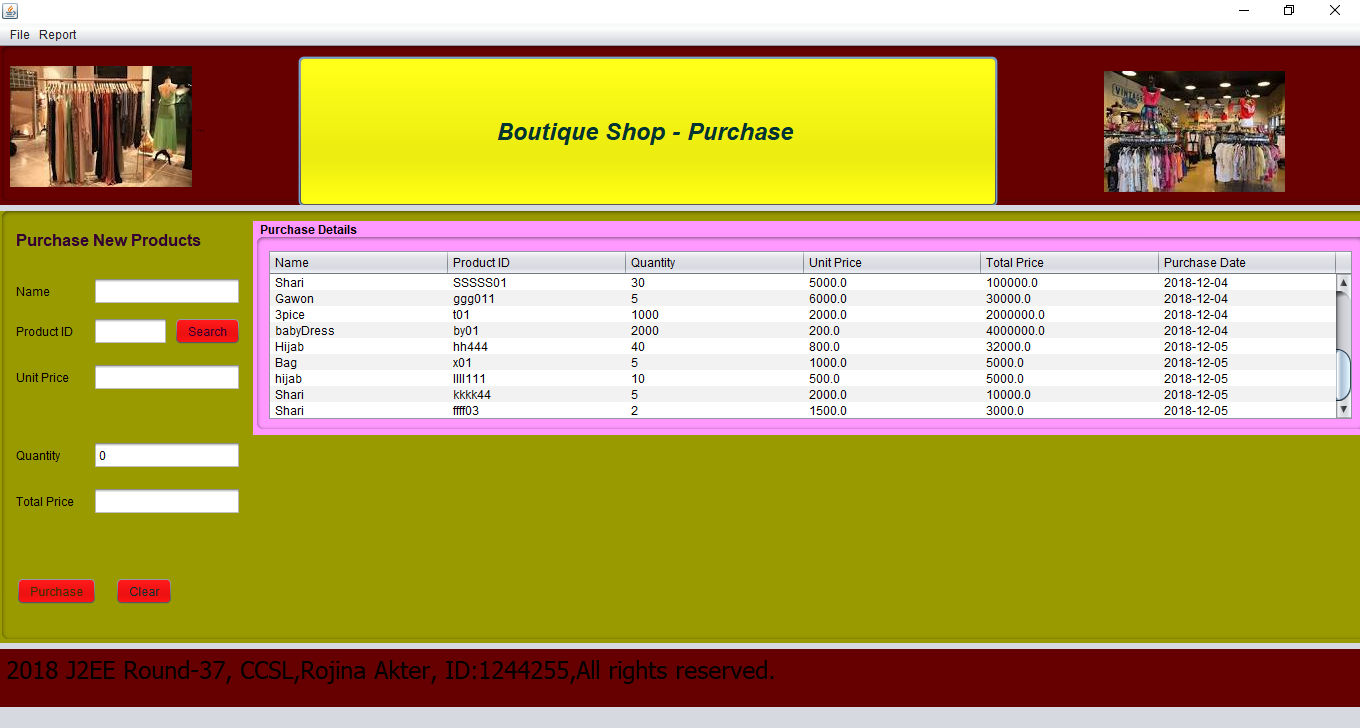 File Report
VINTAGE
Boutique Shop - Purchase
Purchase New Products
Name
Product ID Search
Unit Price
Quantity 0
Total Price
Purchase Clear
Purchase Details
Name Product ID Quantity Unit Price Total Price Purchase Date
Shari SSSSS01 30 5000.0 100000.0 2018-12-04
Gawon ggg011 5 6000.0 30000.0 2018-12-04
3pice t01 1000 2000.0 2000000.0 2018-12-04
babyDress by01 2000 200.0 4000000.0 2018-12-04
Hijab hh444 40 800.0 32000.0 2018-12-05
Bag x01 5 1000.0 5000.0 2018-12-05
hijab llll111 10 500.0 5000.0 2018-12-05
Shari kkkk44 5 2000.0 10000.0 2018-12-05
Shari ffff03 2 1500.0 3000.0 2018-12-05
2018 J2EE Round-37, CCSL,Rojina Akter, ID:1244255,All rights reserved.